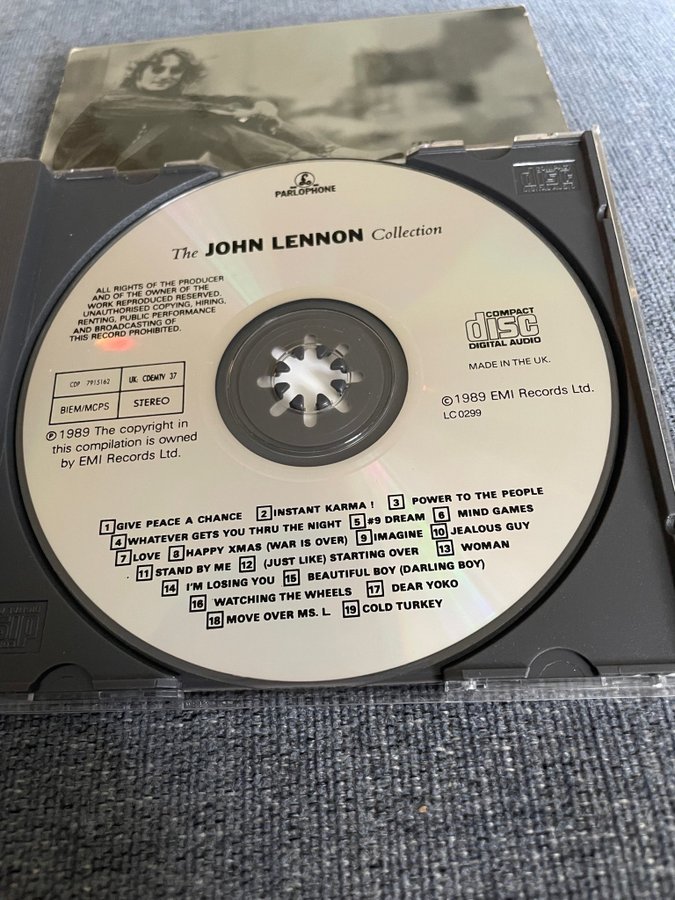 PARLOPHONE
The JOHN LENNON Collection
ALL RIGHTS OF THE PRODUCER
AND OF THE OWNER OF THE
WORK REPRODUCED RESERVED.
UNAUTHORISED COPYING, HIRING,
RENTING, PUBLIC PERFORMANCE
AND BROADCASTING OF
THIS RECORD PROHIBITED.
COMPACT
disc
DIGITAL AUDIO
MADE IN THE UK.
CDP 7915162 UK: CDEMTV 37
BIEM/MCPS STEREO
℗ 1989 The copyright in
this compilation is owned
by EMI Records Ltd.
© 1989 EMI Records Ltd.
LC 0299
1 GIVE PEACE A CHANCE 2 INSTANT KARMA ! 3 POWER TO THE PEOPLE
4 WHATEVER GETS YOU THRU THE NIGHT 5 #9 DREAM 6 MIND GAMES
7 LOVE 8 HAPPY XMAS (WAR IS OVER) 9 IMAGINE 10 JEALOUS GUY
11 STAND BY ME 12 (JUST LIKE) STARTING OVER 13 WOMAN
14 I'M LOSING YOU 15 BEAUTIFUL BOY (DARLING BOY)
16 WATCHING THE WHEELS 17 DEAR YOKO
18 MOVE OVER MS. L 19 COLD TURKEY
disc
DIGITAL AUDIO